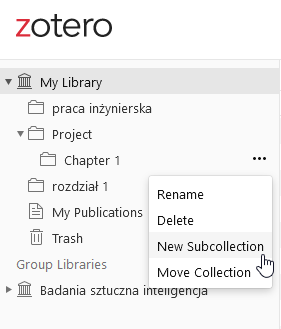 zotero
My Library
praca inżynierska
Project
Chapter 1
rozdział 1
Rename
My Publications
Delete
Trash
New Subcollection
Group Libraries
Move Collection
Badania sztuczna inteligencja